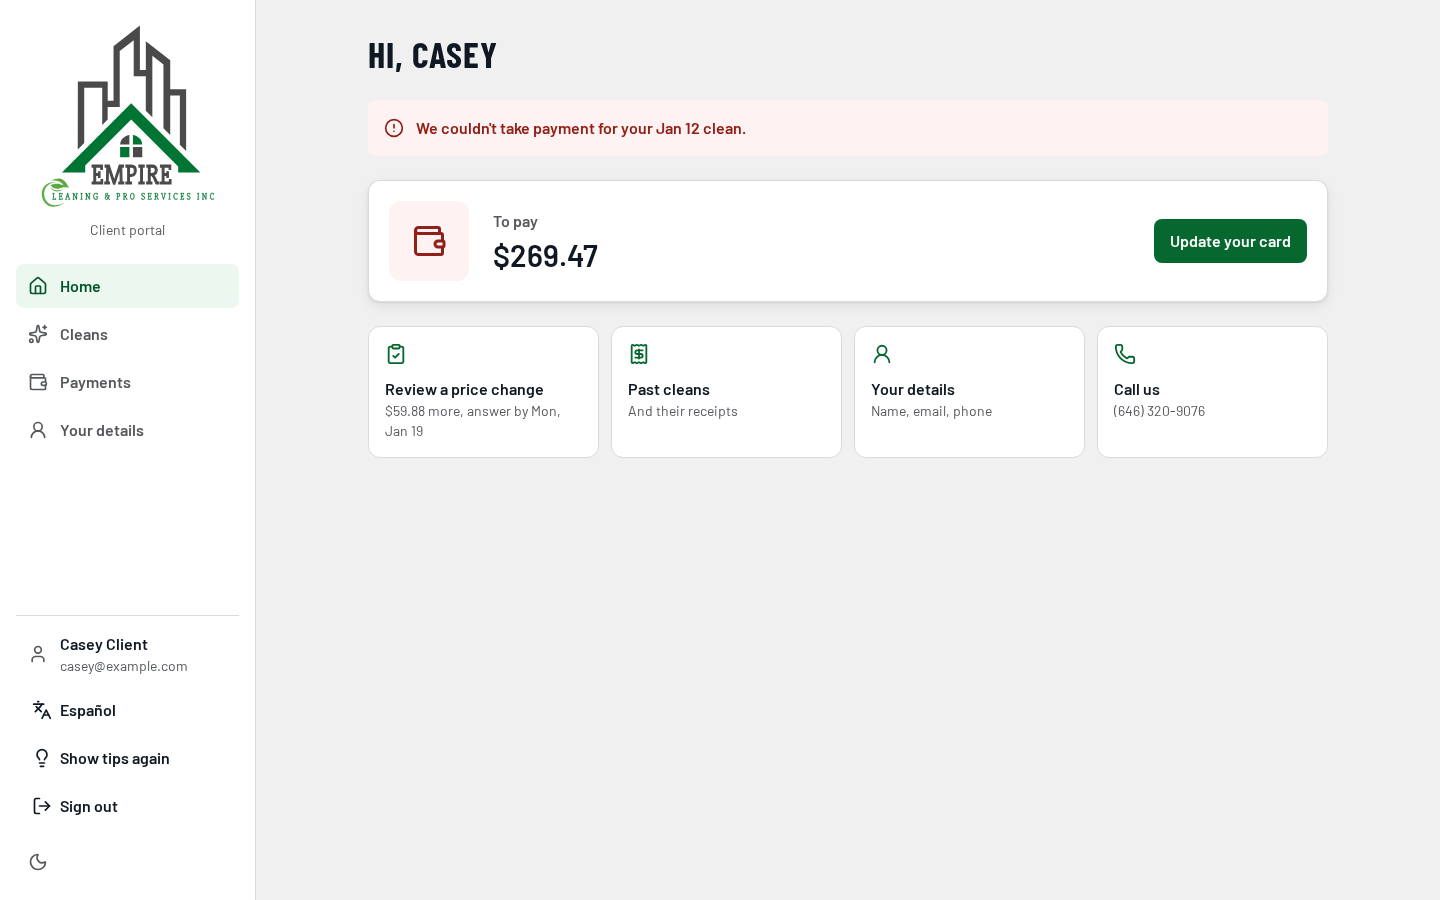 EMPIRE
CLEANING & PRO SERVICES INC
Client portal
Home
Cleans
Payments
Your details
Casey Client
casey@example.com
Español
Show tips again
Sign out
HI, CASEY
We couldn't take payment for your Jan 12 clean.
To pay
$269.47
Update your card
Review a price change
$59.88 more, answer by Mon,
Jan 19
Past cleans
And their receipts
Your details
Name, email, phone
Call us
(646) 320-9076